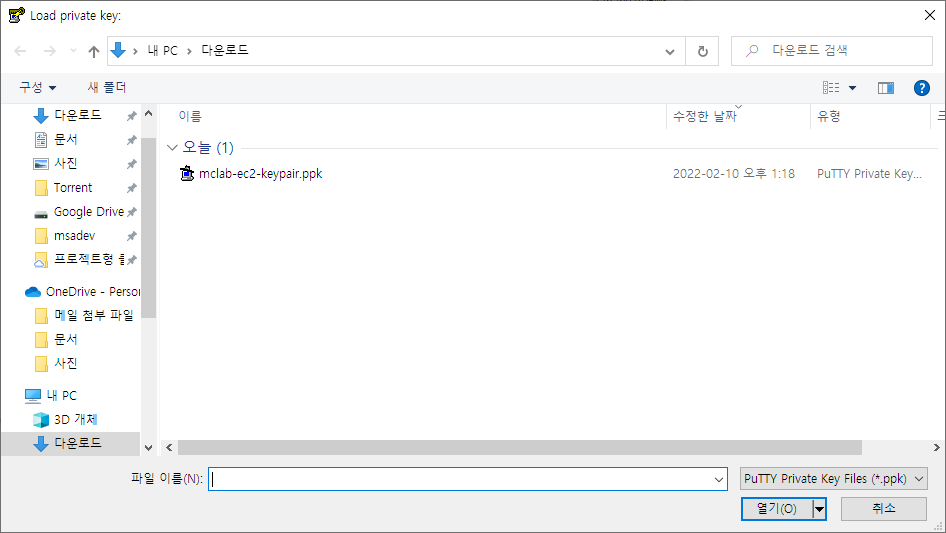 Load private key:
내 PC
다운로드
다운로드 검색
구성
새 폴더
다운로드
문서
사진
Torrent
Google Drive
msadev
프로젝트형
OneDrive - Person
메일 첨부 파일
문서
사진
내 PC
3D 개체
다운로드
이름
수정한 날짜
유형
오늘 (1)
mclab-ec2-keypair.ppk
2022-02-10 오후 1:18
PuTTY Private Key...
파일 이름(N):
PuTTY Private Key Files (*.ppk)
열기(O)
취소